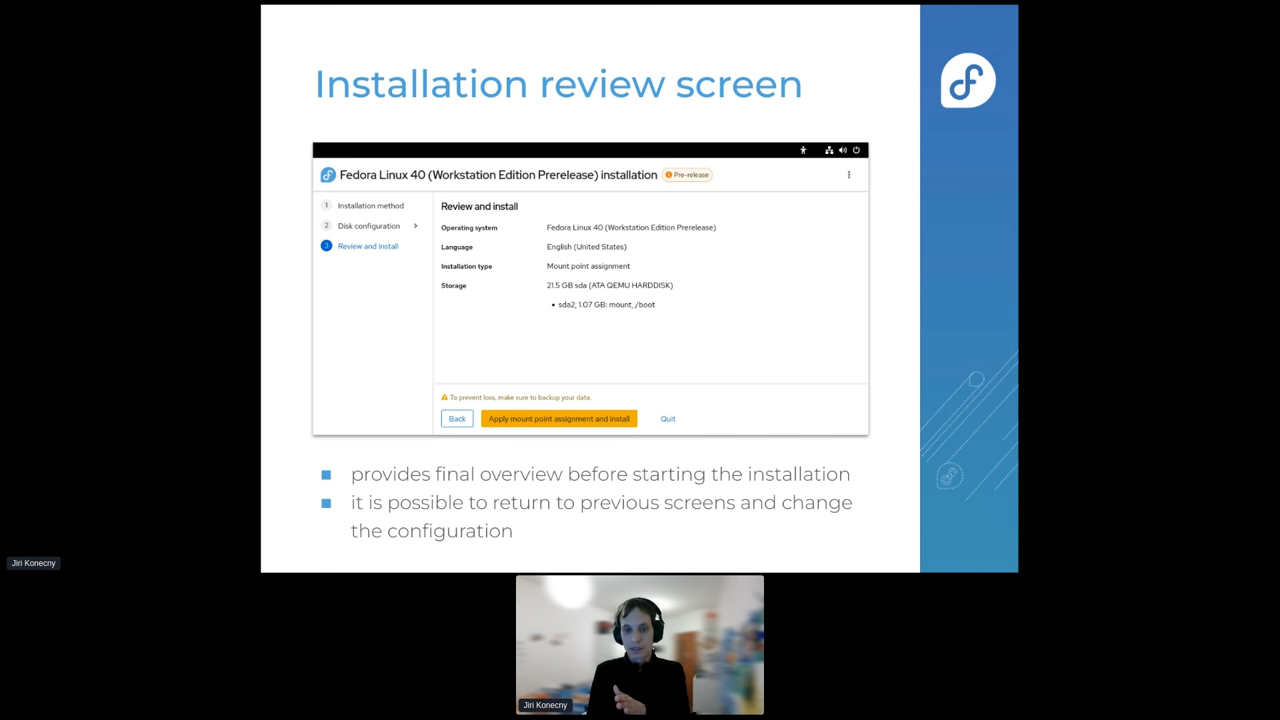 Installation review screen
Fedora Linux 40 (Workstation Edition Prerelease) installation Pre-release
1 Installation method
2 Disk configuration
3 Review and install
Review and install
Operating system Fedora Linux 40 (Workstation Edition Prerelease)
Language English (United States)
Installation type Mount point assignment
Storage 21.5 GB sda (ATA QEMU HARDDISK)
• sda2, 1.07 GB: mount, /boot
To prevent loss, make sure to backup your data.
Back Apply mount point assignment and install Quit
provides final overview before starting the installation
it is possible to return to previous screens and change
the configuration
Jiri Konecny
Jiri Konecny